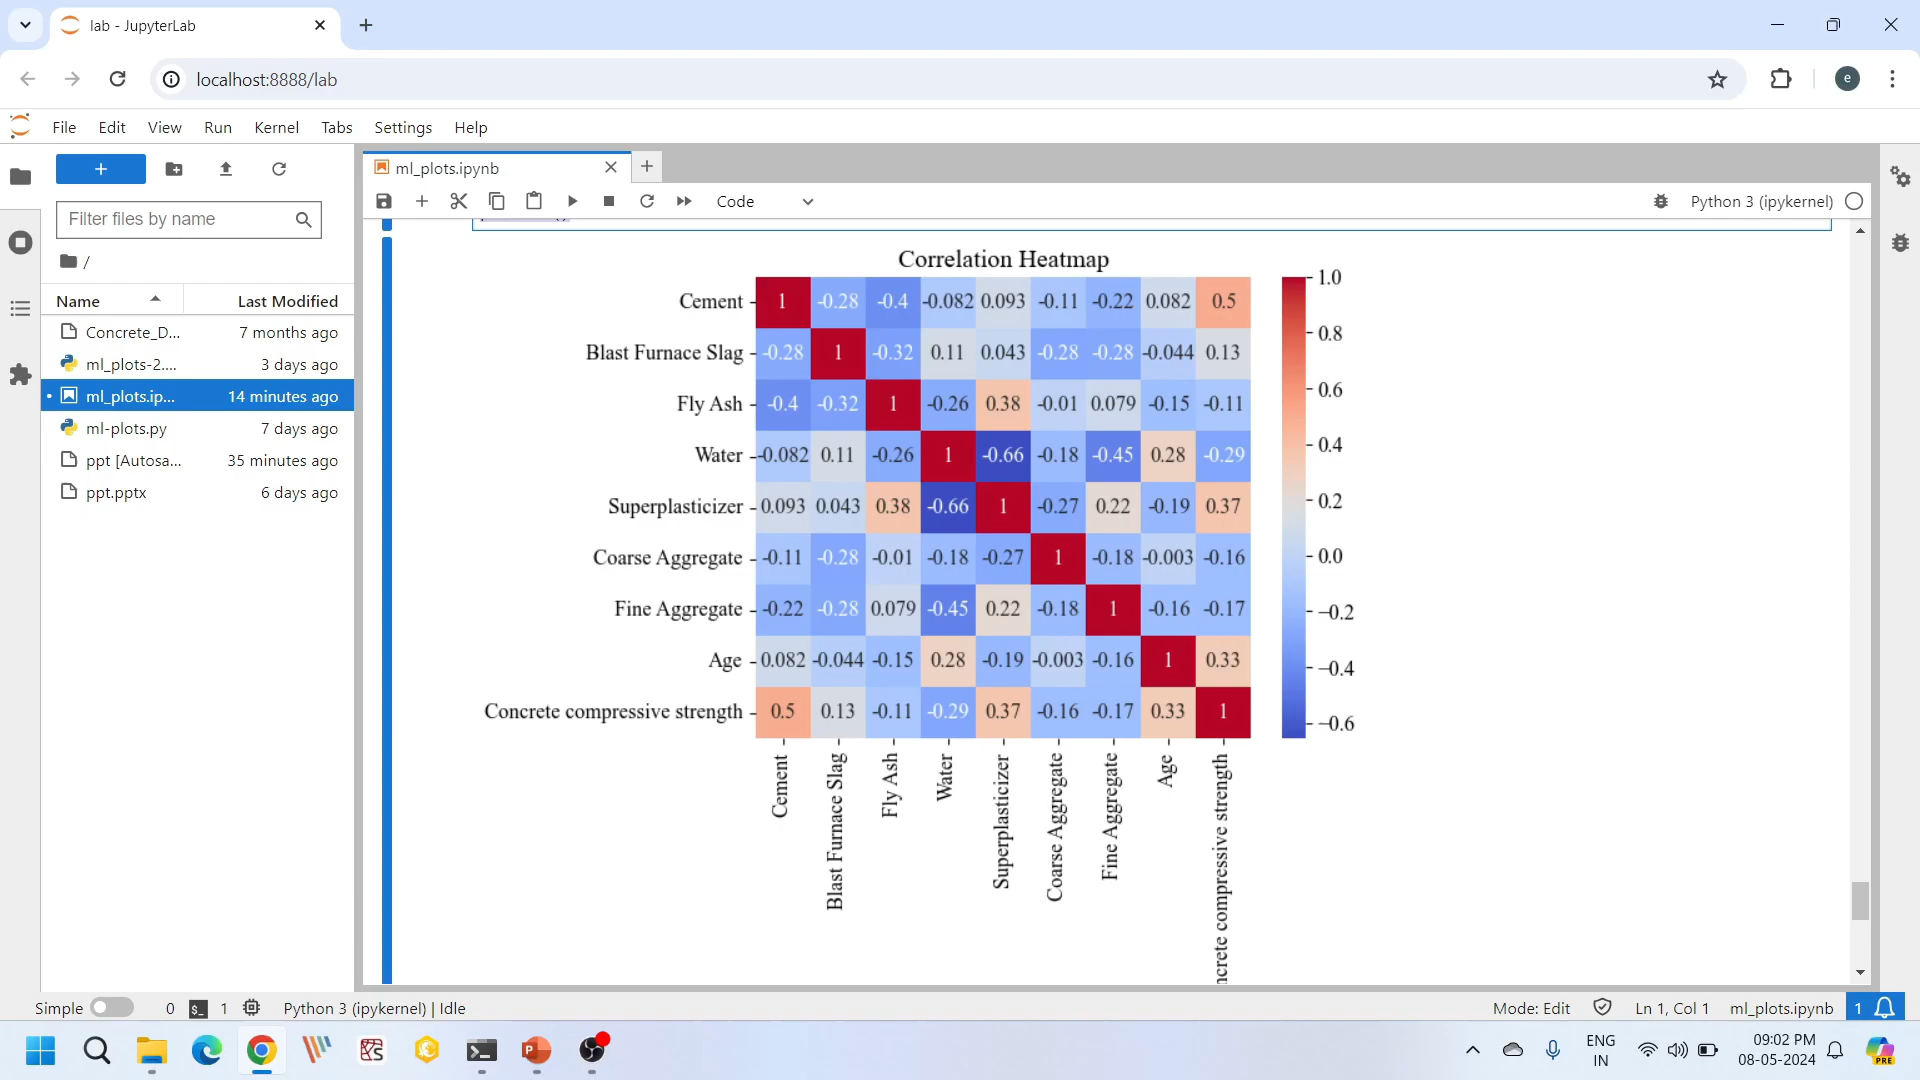 lab - JupyterLab
localhost:8888/lab
e
File Edit View Run Kernel Tabs Settings Help
+
Filter files by name
/
Name Last Modified
Concrete_D... 7 months ago
ml_plots-2.... 3 days ago
ml_plots.ip... 14 minutes ago
ml-plots.py 7 days ago
ppt [Autosa... 35 minutes ago
ppt.pptx 6 days ago
ml_plots.ipynb
Code
Python 3 (ipykernel)
Correlation Heatmap
Cement 1 -0.28 -0.4 -0.082 0.093 -0.11 -0.22 0.082 0.5
Blast Furnace Slag -0.28 1 -0.32 0.11 0.043 -0.28 -0.28 -0.044 0.13
Fly Ash -0.4 -0.32 1 -0.26 0.38 -0.01 0.079 -0.15 -0.11
Water -0.082 0.11 -0.26 1 -0.66 -0.18 -0.45 0.28 -0.29
Superplasticizer 0.093 0.043 0.38 -0.66 1 -0.27 0.22 -0.19 0.37
Coarse Aggregate -0.11 -0.28 -0.01 -0.18 -0.27 1 -0.18 -0.003 -0.16
Fine Aggregate -0.22 -0.28 0.079 -0.45 0.22 -0.18 1 -0.16 -0.17
Age 0.082 -0.044 -0.15 0.28 -0.19 -0.003 -0.16 1 0.33
Concrete compressive strength 0.5 0.13 -0.11 -0.29 0.37 -0.16 -0.17 0.33 1
Cement
Blast Furnace Slag
Fly Ash
Water
Superplasticizer
Coarse Aggregate
Fine Aggregate
Age
ncrete compressive strength
1.0
0.8
0.6
0.4
0.2
0.0
−0.2
−0.4
−0.6
Simple 0 $_ 1 Python 3 (ipykernel) | Idle
Mode: Edit Ln 1, Col 1 ml_plots.ipynb 1
ENG
IN
09:02 PM
08-05-2024
PRE